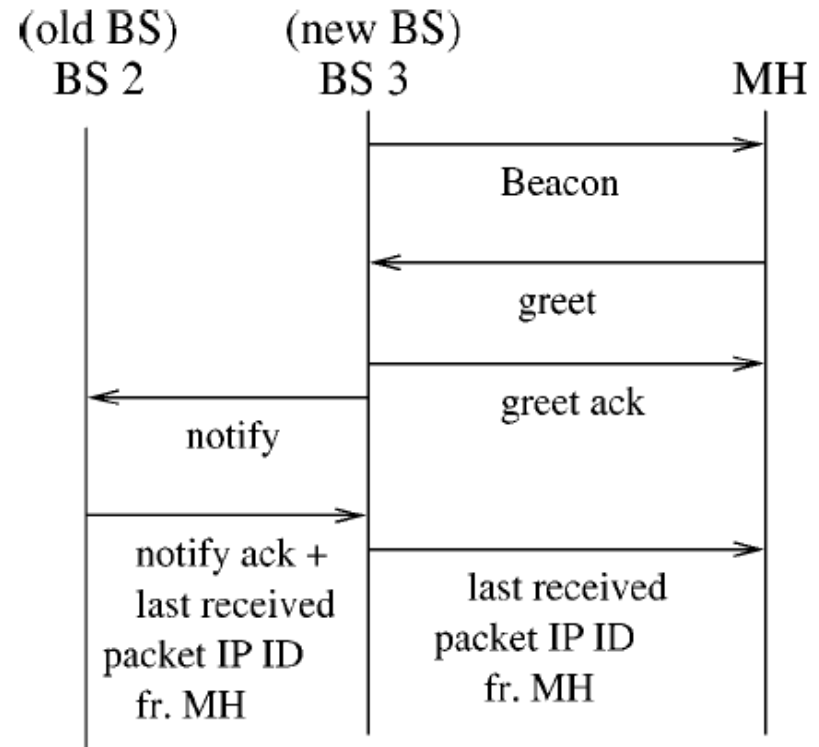 (old BS)
BS 2
(new BS)
BS 3
MH
Beacon
greet
greet ack
notify
notify ack +
last received
packet IP ID
fr. MH
last received
packet IP ID
fr. MH